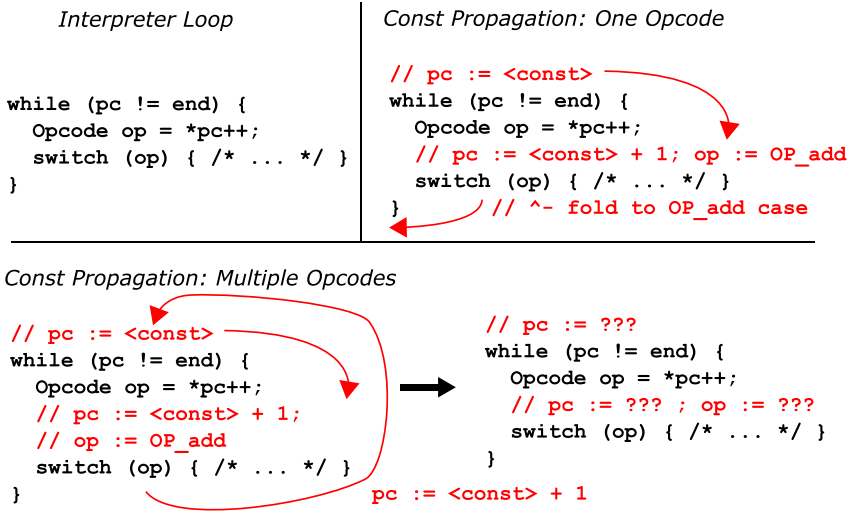 Interpreter Loop
while (pc != end) {
  Opcode op = *pc++;
  switch (op) { /* ... */ }
}
Const Propagation: One Opcode
// pc := <const>
while (pc != end) {
  Opcode op = *pc++;
  // pc := <const> + 1; op := OP_add
  switch (op) { /* ... */ }
}       // ^- fold to OP_add case
Const Propagation: Multiple Opcodes
// pc := <const>
while (pc != end) {
  Opcode op = *pc++;
  // pc := <const> + 1;
  // op := OP_add
  switch (op) { /* ... */ }
}
pc := <const> + 1
// pc := ???
while (pc != end) {
  Opcode op = *pc++;
  // pc := ??? ; op := ???
  switch (op) { /* ... */ }
}